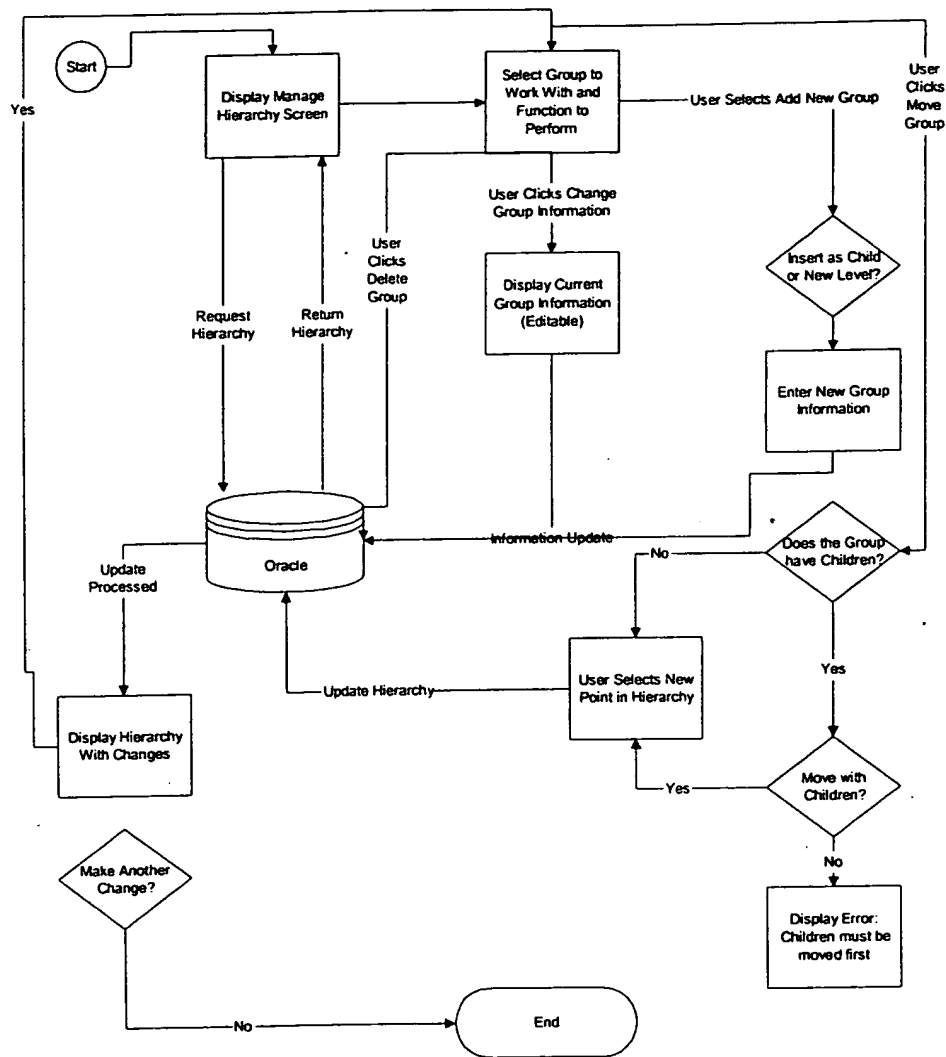 Start
Yes
Display Manage
Hierarchy Screen
Select Group to
Work With and
Function to
Perform
User Selects Add New Group
User
Clicks
Move
Group
User Clicks Change
Group Information
User
Clicks
Delete
Group
Insert as Child
or New Level?
Display Current
Group Information
(Editable)
Request
Hierarchy
Return
Hierarchy
Enter New Group
Information
Oracle
Information Update
Does the Group
have Children?
No
Update
Processed
Yes
User Selects New
Point in Hierarchy
Update Hierarchy
Display Hierarchy
With Changes
Move with
Children?
Yes
No
Make Another
Change?
Display Error:
Children must be
moved first
No
End